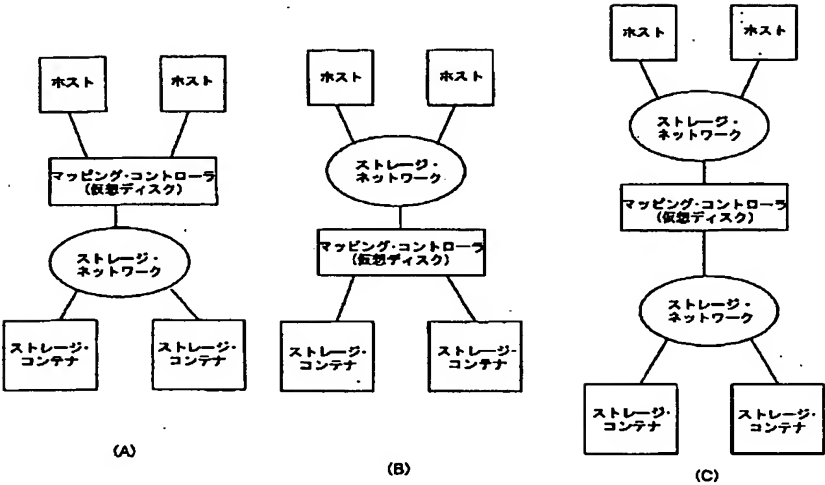 ホスト
ホスト
マッピング・コントローラ
(仮想ディスク)
ストレージ・
ネットワーク
ストレージ・
コンテナ
ストレージ・
コンテナ
(A)
ホスト
ホスト
ストレージ・
ネットワーク
マッピング・コントローラ
(仮想ディスク)
ストレージ・
コンテナ
ストレージ・
コンテナ
(B)
ホスト
ホスト
ストレージ・
ネットワーク
マッピング・コントローラ
(仮想ディスク)
ストレージ・
ネットワーク
ストレージ・
コンテナ
ストレージ・
コンテナ
(C)